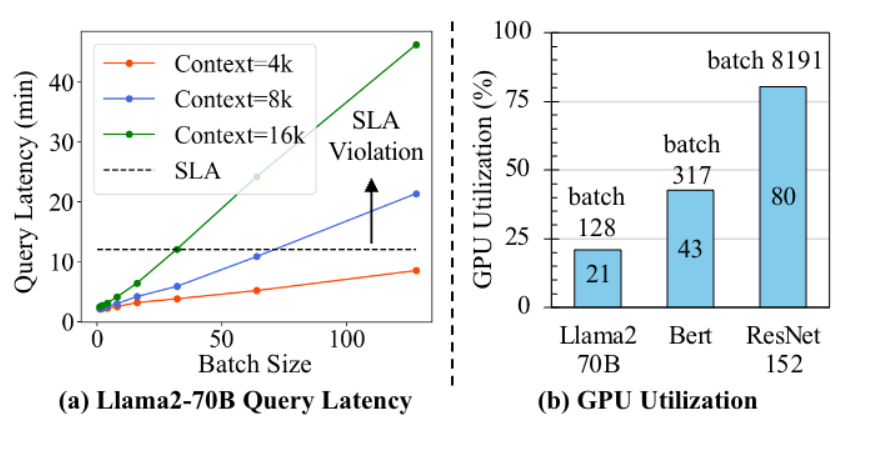 Query Latency (min)
40
30
20
10
0
Context=4k
Context=8k
Context=16k
SLA
SLA
Violation
0
50
100
Batch Size
(a) Llama2-70B Query Latency
GPU Utilization (%)
100
75
50
25
0
batch
128
21
batch
317
43
batch 8191
80
Llama2
70B
Bert
ResNet
152
(b) GPU Utilization